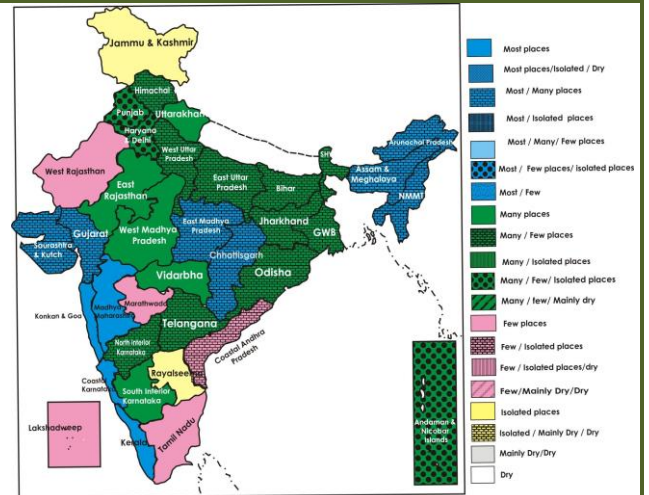 Jammu & Kashmir
Himachal
Punjab
Uttarakhan
Haryana
& Delhi
West Uttar
Pradesh
West Rajasthan
East
Rajasthan
East Uttar
Pradesh
Bihar
SHW
Arunachal Pradesh
Assam &
Meghalaya
NMMT
Saurashtra
& Kutch
Gujarat
West Madhya
Pradesh
East Madhya
Pradesh
Jharkhand
GWB
Chhattisgarh
Vidarbha
Odisha
Konkan & Goa
Madhya
Marathwada
Telangana
North Interior
Karnataka
Coastal Andhra
Pradesh
Coastal
Karnatak
Rayalseema
South Interior
Karnataka
Lakshadweep
Kerala
Tamil Nadu
Andaman &
Nicobar
Islands
Most places
Most places/Isolated / Dry
Most / Many places
Most / Isolated places
Most / Many/ Few places
Most / Few places/ Isolated places
Most / Few
Many places
Many / Few places
Many / Isolated places
Many / Few/ Isolated places
Many / few/ Mainly dry
Few places
Few / Isolated places
Few / Isolated places/dry
Few/Mainly Dry/Dry
Isolated places
Isolated / Mainly Dry / Dry
Mainly Dry/Dry
Dry